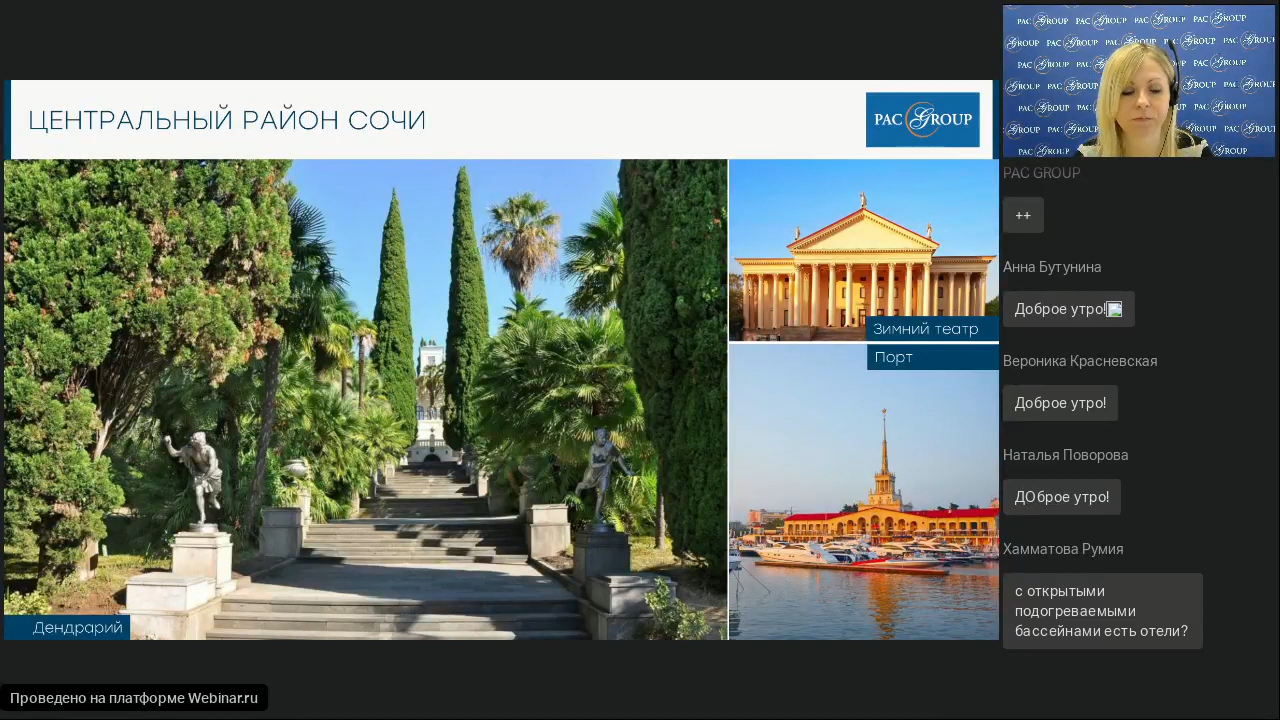 ЦЕНТРАЛЬНЫЙ РАЙОН СОЧИ
PAC GROUP
Зимний театр
Порт
Дендрарий
PAC GROUP
++
Анна Бутунина
Доброе утро!
Вероника Красневская
Доброе утро!
Наталья Поворова
ДОброе утро!
Хамматова Румия
с открытыми
подогреваемыми
бассейнами есть отели?
Проведено на платформе Webinar.ru